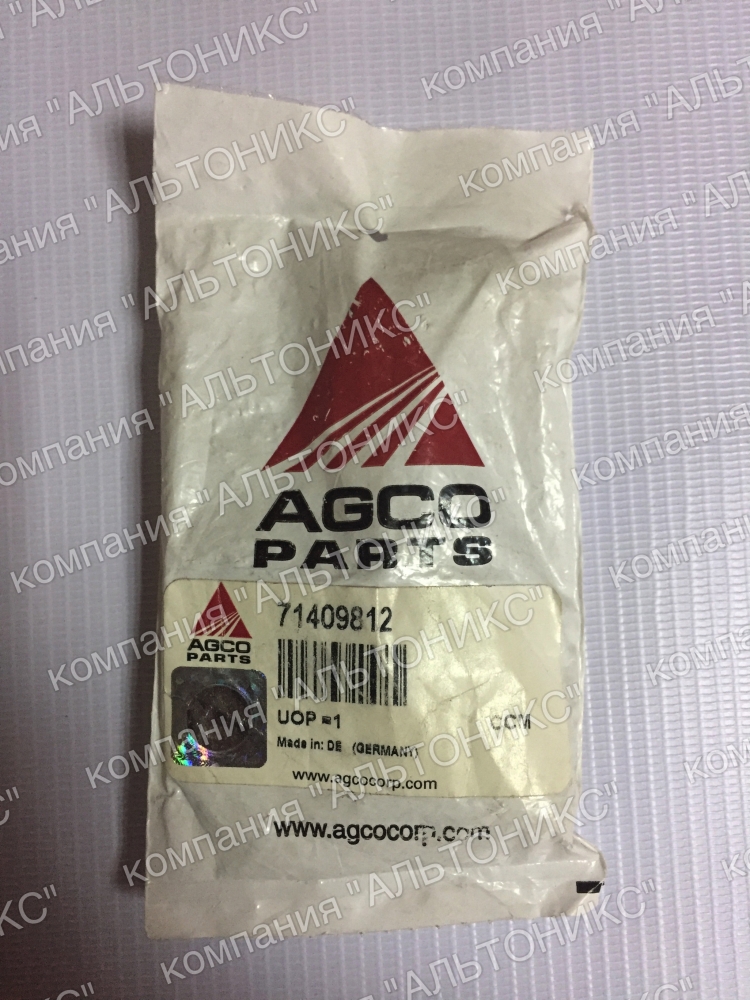 AGCO
PARTS
71409812
AGCO
PARTS
UOP =1
CCM
Made in: DE (GERMANY)
www.agcocorp.com
www.agcocorp.com
компания "АЛЬТОНИКС"